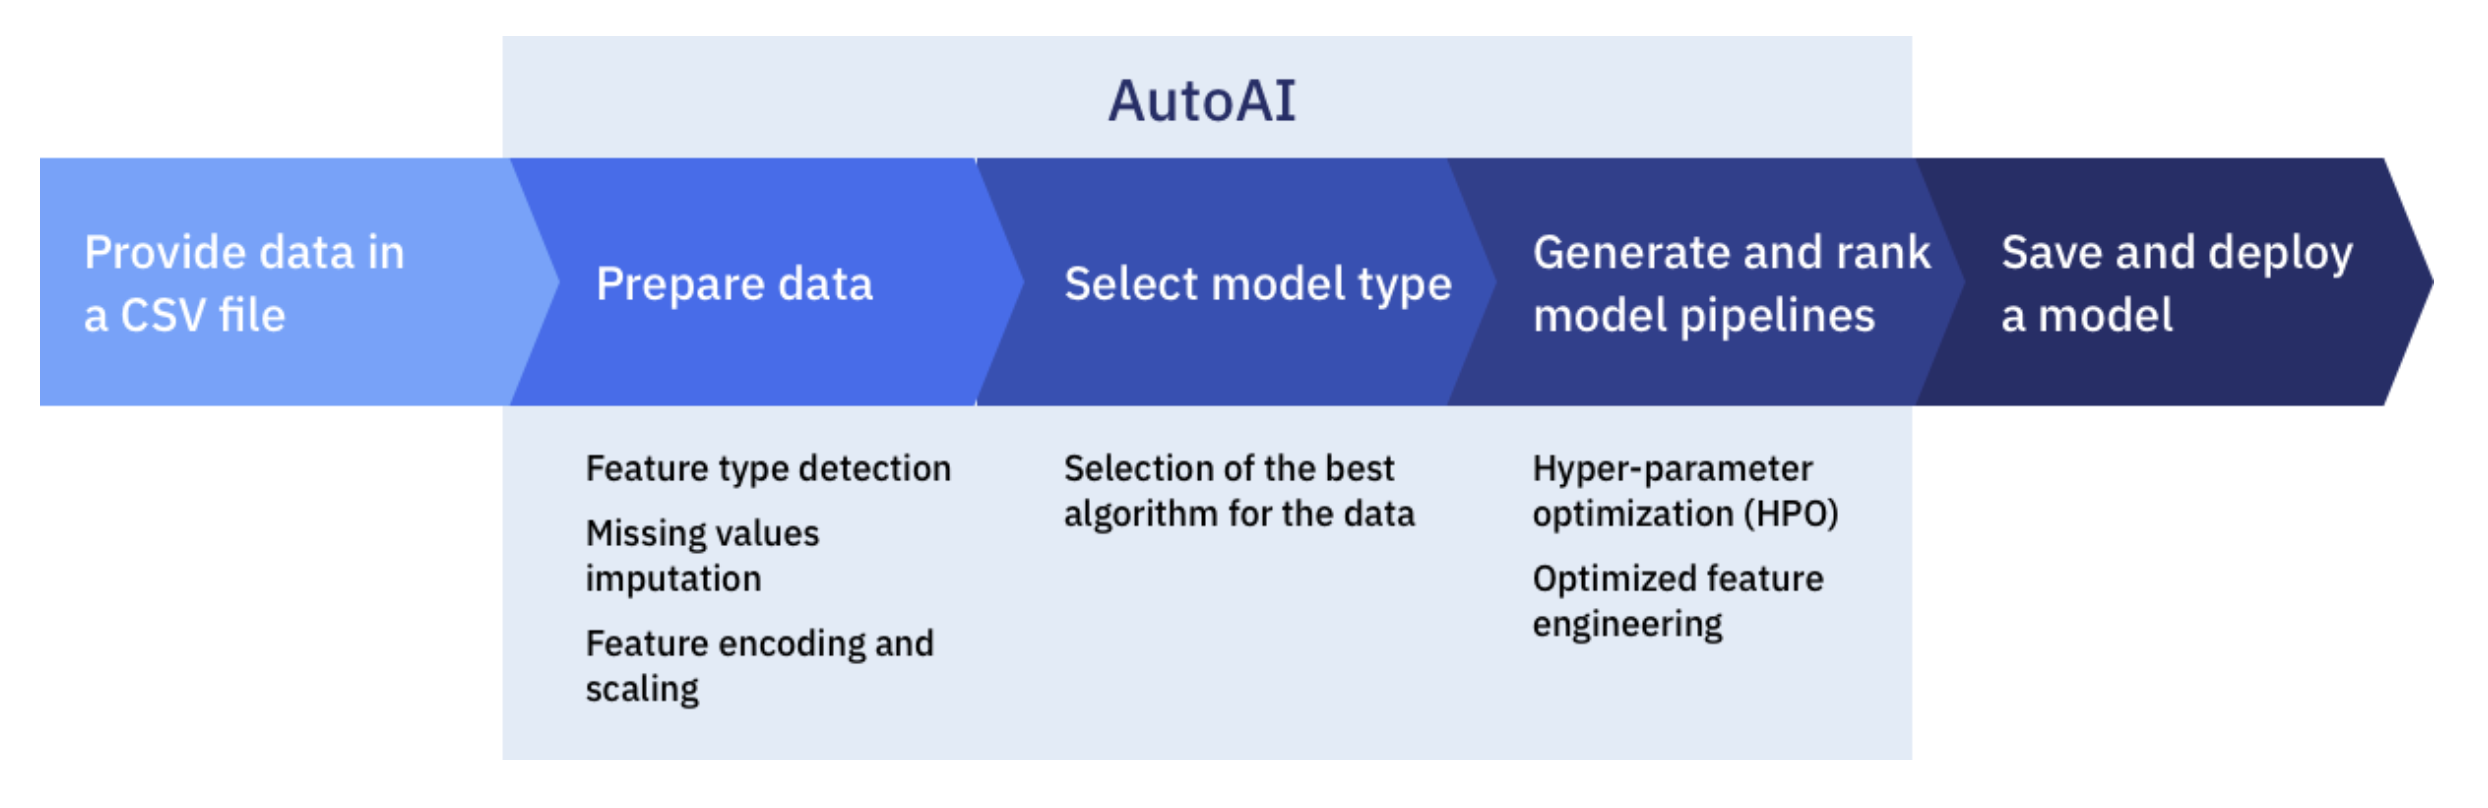 AutoAI
Provide data in
a CSV file
Prepare data
Select model type
Generate and rank
model pipelines
Save and deploy
a model
Feature type detection
Missing values
imputation
Feature encoding and
scaling
Selection of the best
algorithm for the data
Hyper-parameter
optimization (HPO)
Optimized feature
engineering